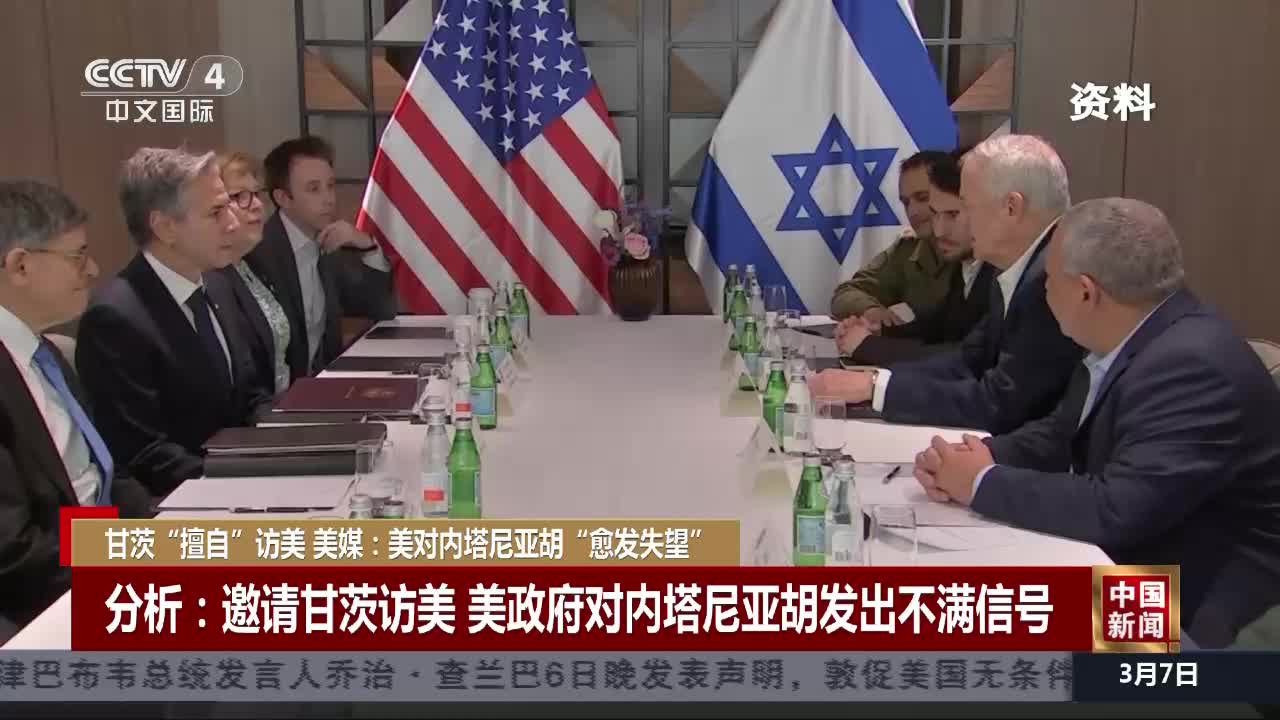 CCTV 4
中文国际
资料
甘茨“擅自”访美 美媒：美对内塔尼亚胡“愈发失望”
分析：邀请甘茨访美 美政府对内塔尼亚胡发出不满信号
中国
新闻
津巴布韦总统发言人乔治·查兰巴6日晚发表声明，敦促美国无条件
3月7日